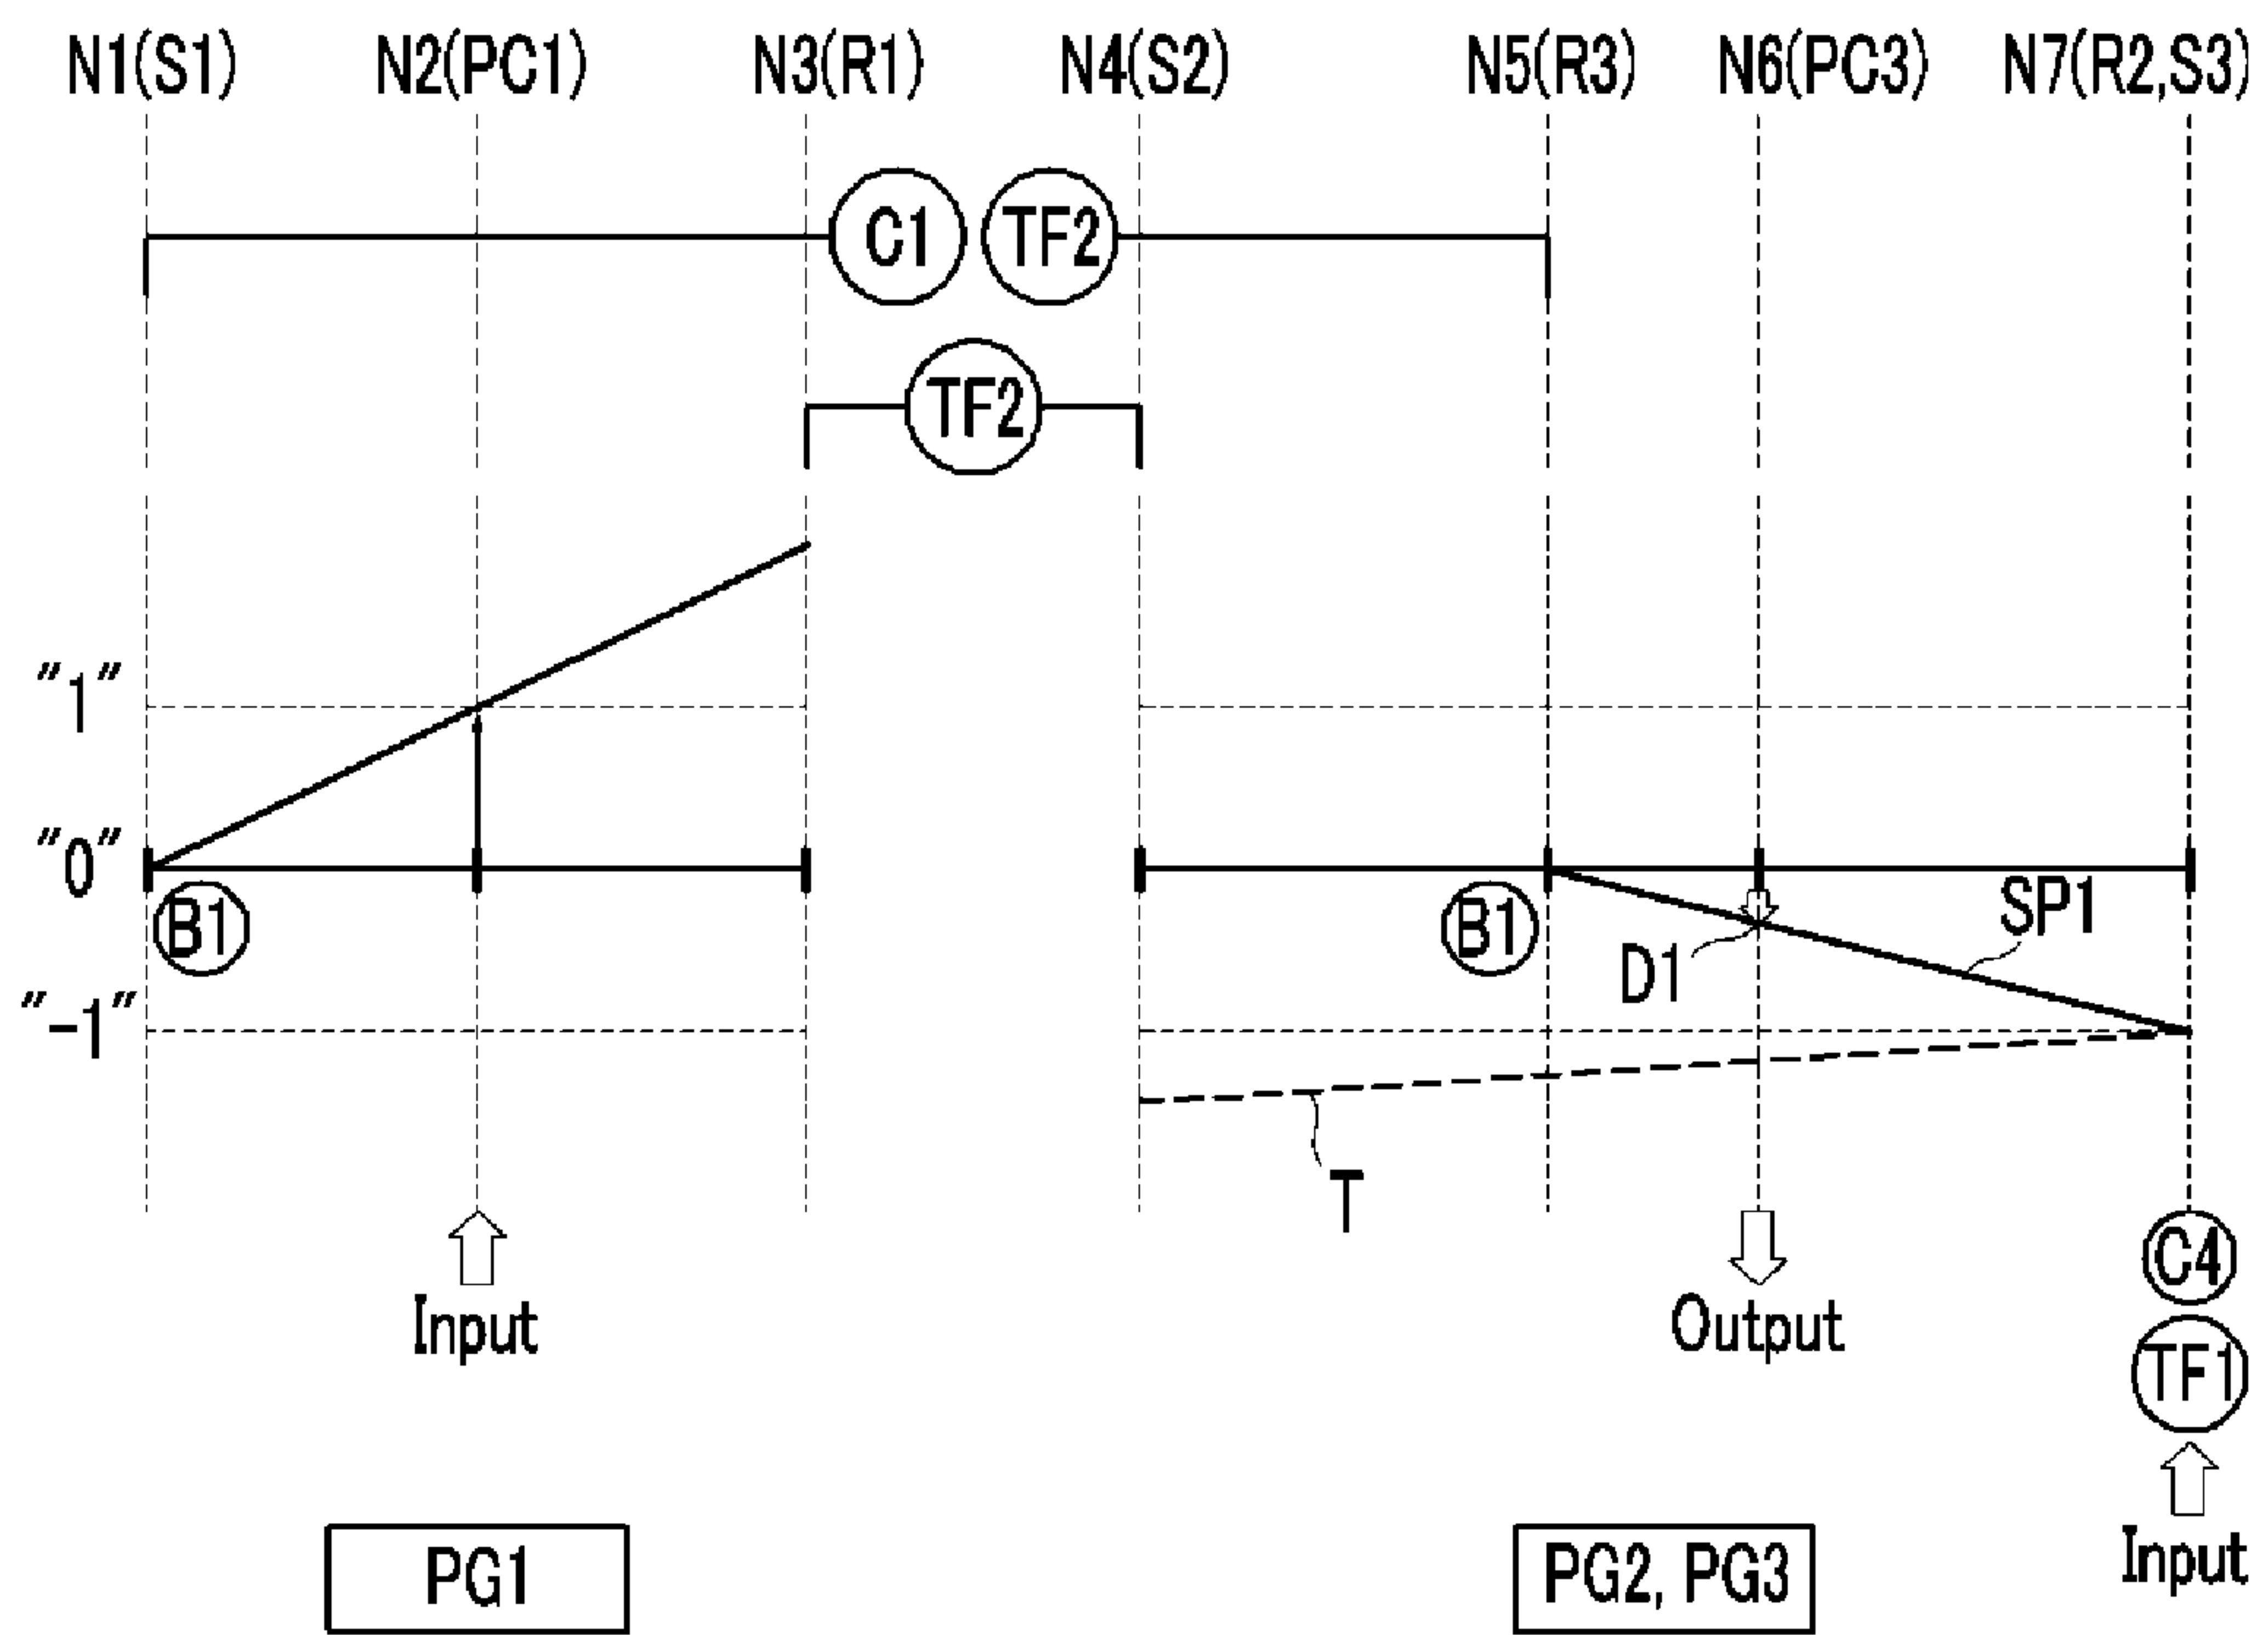 N1(S1) N2(PC1) N3(R1) N4(S2) N5(R3) N6(PC3) N7(R2,S3)
C1 TF2
TF2
"1"
"0"
B1 B1 D1 SP1
"-1"
T
C4
Input Output TF1
Input
PG1 PG2, PG3